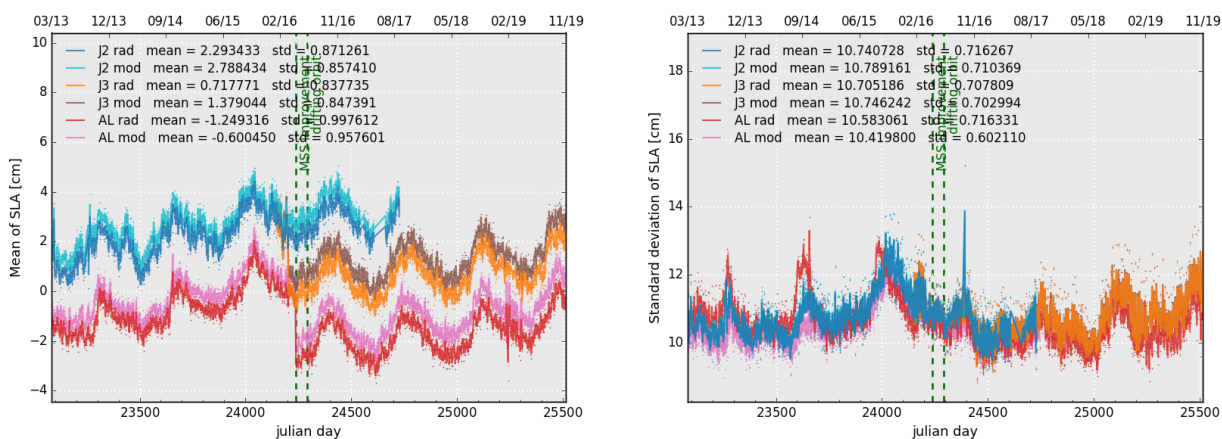 03/13 12/13 09/14 06/15 02/16 11/16 08/17 05/18 02/19 11/19
10
8
6
4
2
0
−2
−4
Mean of SLA [cm]
J2 rad mean = 2.293433 std = 0.871261
J2 mod mean = 2.788434 std = 0.857410
J3 rad mean = 0.717771 std = 0.837735
J3 mod mean = 1.379044 std = 0.847391
AL rad mean = -1.249316 std = 0.997612
AL mod mean = -0.600450 std = 0.957601
MSS improvement
drifting orbit
23500 24000 24500 25000 25500
julian day
03/13 12/13 09/14 06/15 02/16 11/16 08/17 05/18 02/19 11/19
18
16
14
12
10
Standard deviation of SLA [cm]
J2 rad mean = 10.740728 std = 0.716267
J2 mod mean = 10.789161 std = 0.710369
J3 rad mean = 10.705186 std = 0.707809
J3 mod mean = 10.746242 std = 0.702994
AL rad mean = 10.583061 std = 0.716331
AL mod mean = 10.419800 std = 0.602110
MSS improvement
drifting orbit
23500 24000 24500 25000 25500
julian day